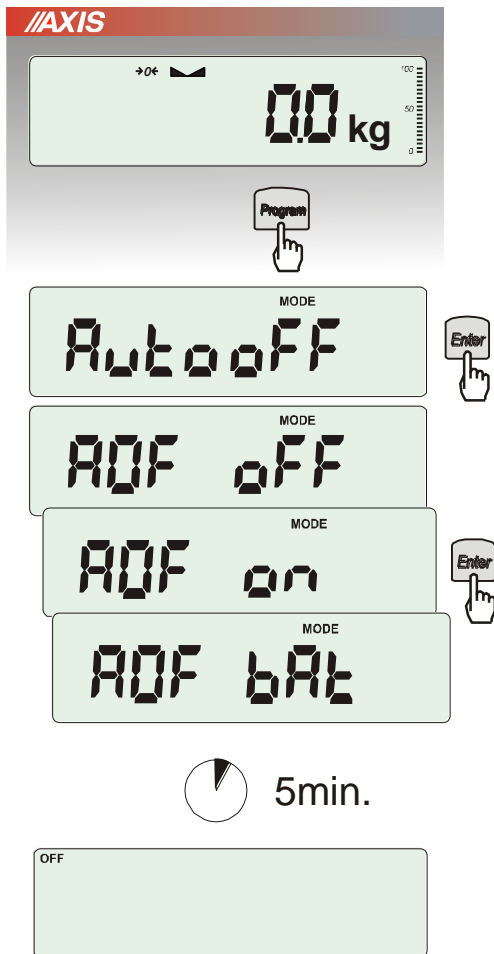 //AXIS
→0←
100
0.0 kg
50
0
Program
MODE
Autooff
Enter
MODE
AOF off
MODE
AOF on
Enter
MODE
AOF bAt
5min.
OFF